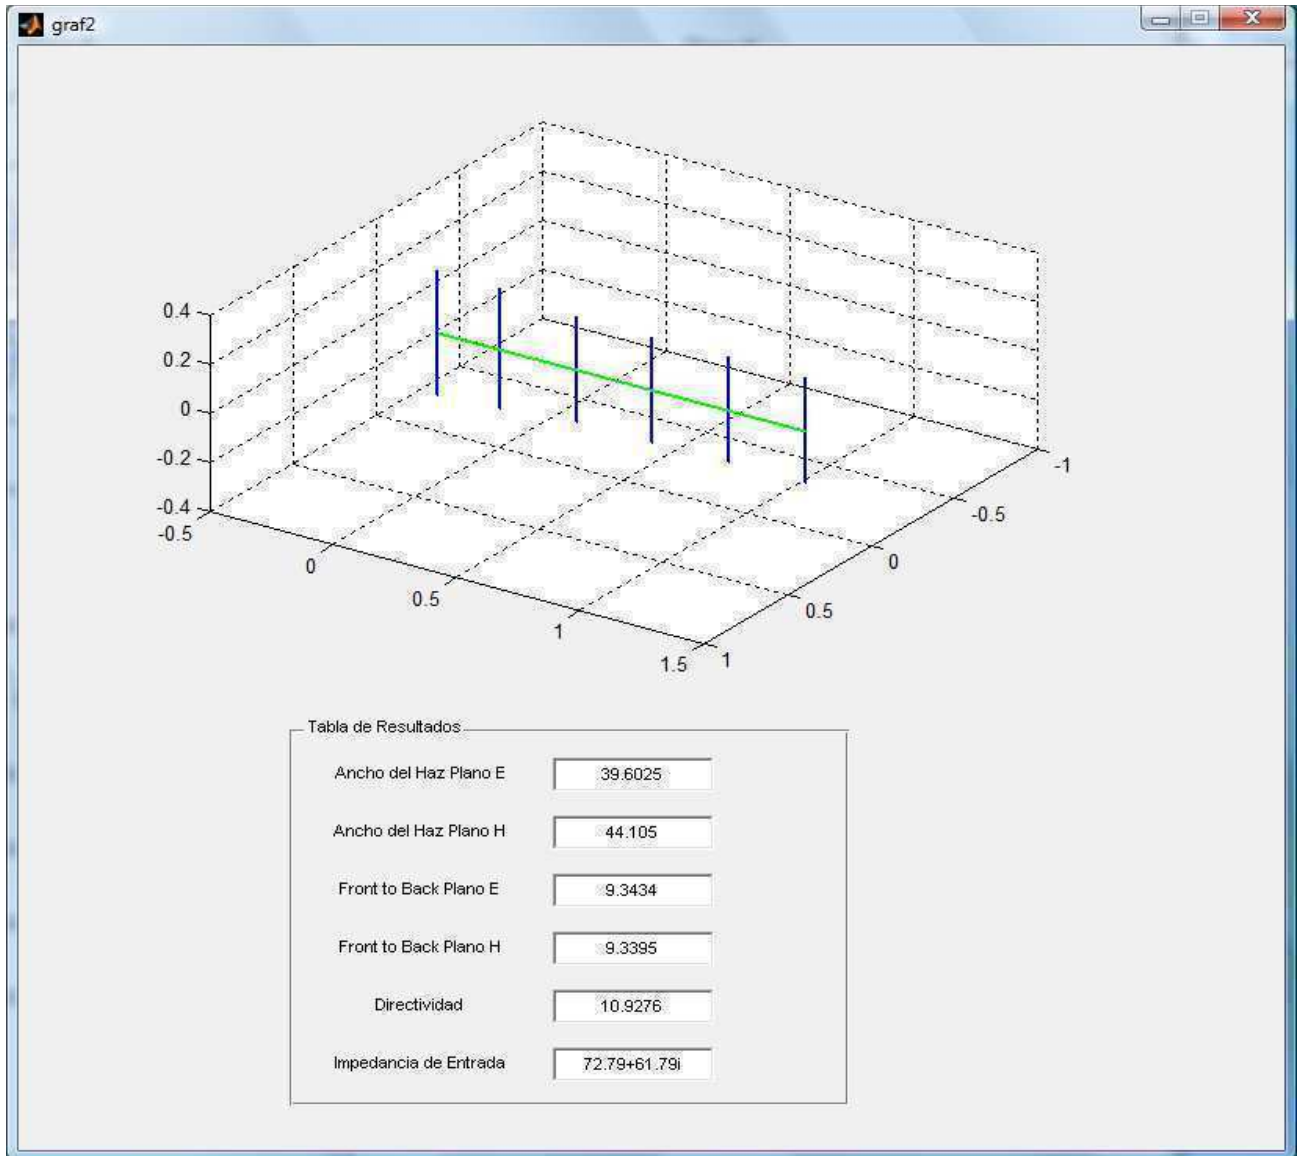 graf2
0.4
0.2
0
-0.2
-0.4
-0.5
0
0.5
1
1.5
1
0.5
0
-0.5
-1
Tabla de Resultados
Ancho del Haz Plano E 39.6025
Ancho del Haz Plano H 44.105
Front to Back Plano E 9.3434
Front to Back Plano H 9.3395
Directividad 10.9276
Impedancia de Entrada 72.79+61.79i